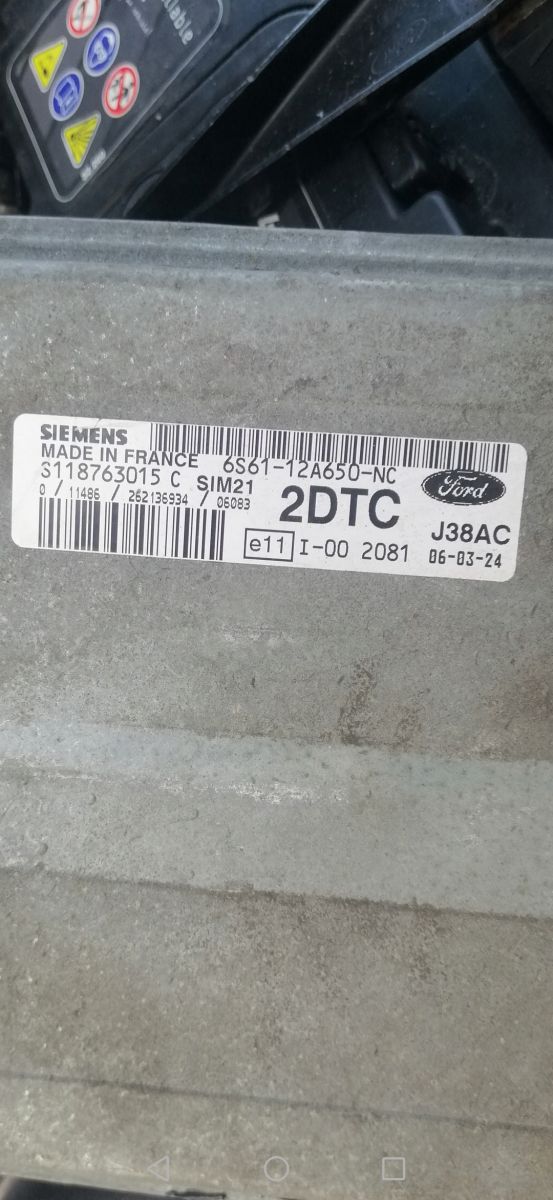 SIEMENS
MADE IN FRANCE 6S61-12A650-NC
S118763015 C SIM21
0 / 11486 / 262136934 / 06083
2DTC
Ford
J38AC
e11 I-00 2081 06-03-24